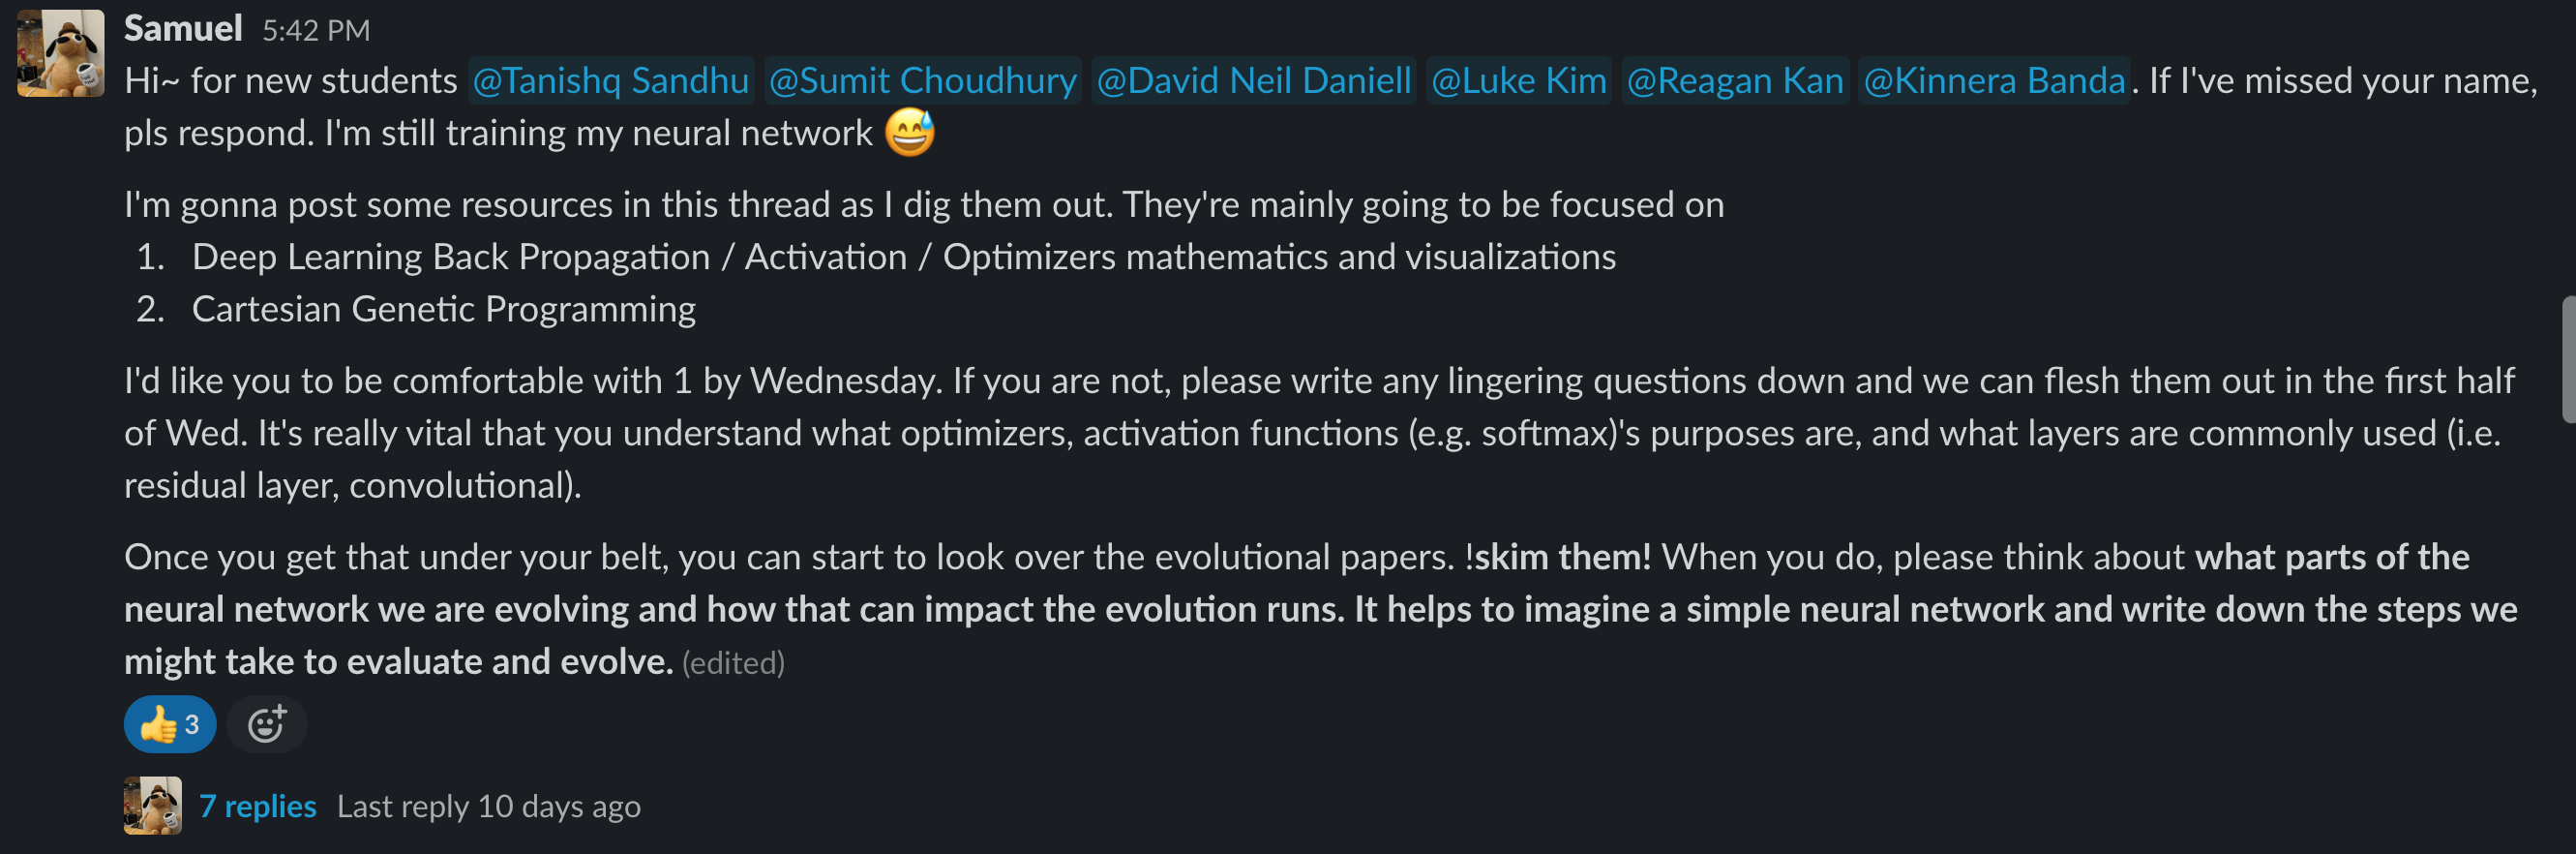 Samuel 5:42 PM
Hi~ for new students @Tanishq Sandhu @Sumit Choudhury @David Neil Daniell @Luke Kim @Reagan Kan @Kinnera Banda. If I've missed your name,
pls respond. I'm still training my neural network 😅
I'm gonna post some resources in this thread as I dig them out. They're mainly going to be focused on
1. Deep Learning Back Propagation / Activation / Optimizers mathematics and visualizations
2. Cartesian Genetic Programming
I'd like you to be comfortable with 1 by Wednesday. If you are not, please write any lingering questions down and we can flesh them out in the first half
of Wed. It's really vital that you understand what optimizers, activation functions (e.g. softmax)'s purposes are, and what layers are commonly used (i.e.
residual layer, convolutional).
Once you get that under your belt, you can start to look over the evolutional papers. !skim them! When you do, please think about what parts of the
neural network we are evolving and how that can impact the evolution runs. It helps to imagine a simple neural network and write down the steps we
might take to evaluate and evolve. (edited)
👍 3
7 replies Last reply 10 days ago